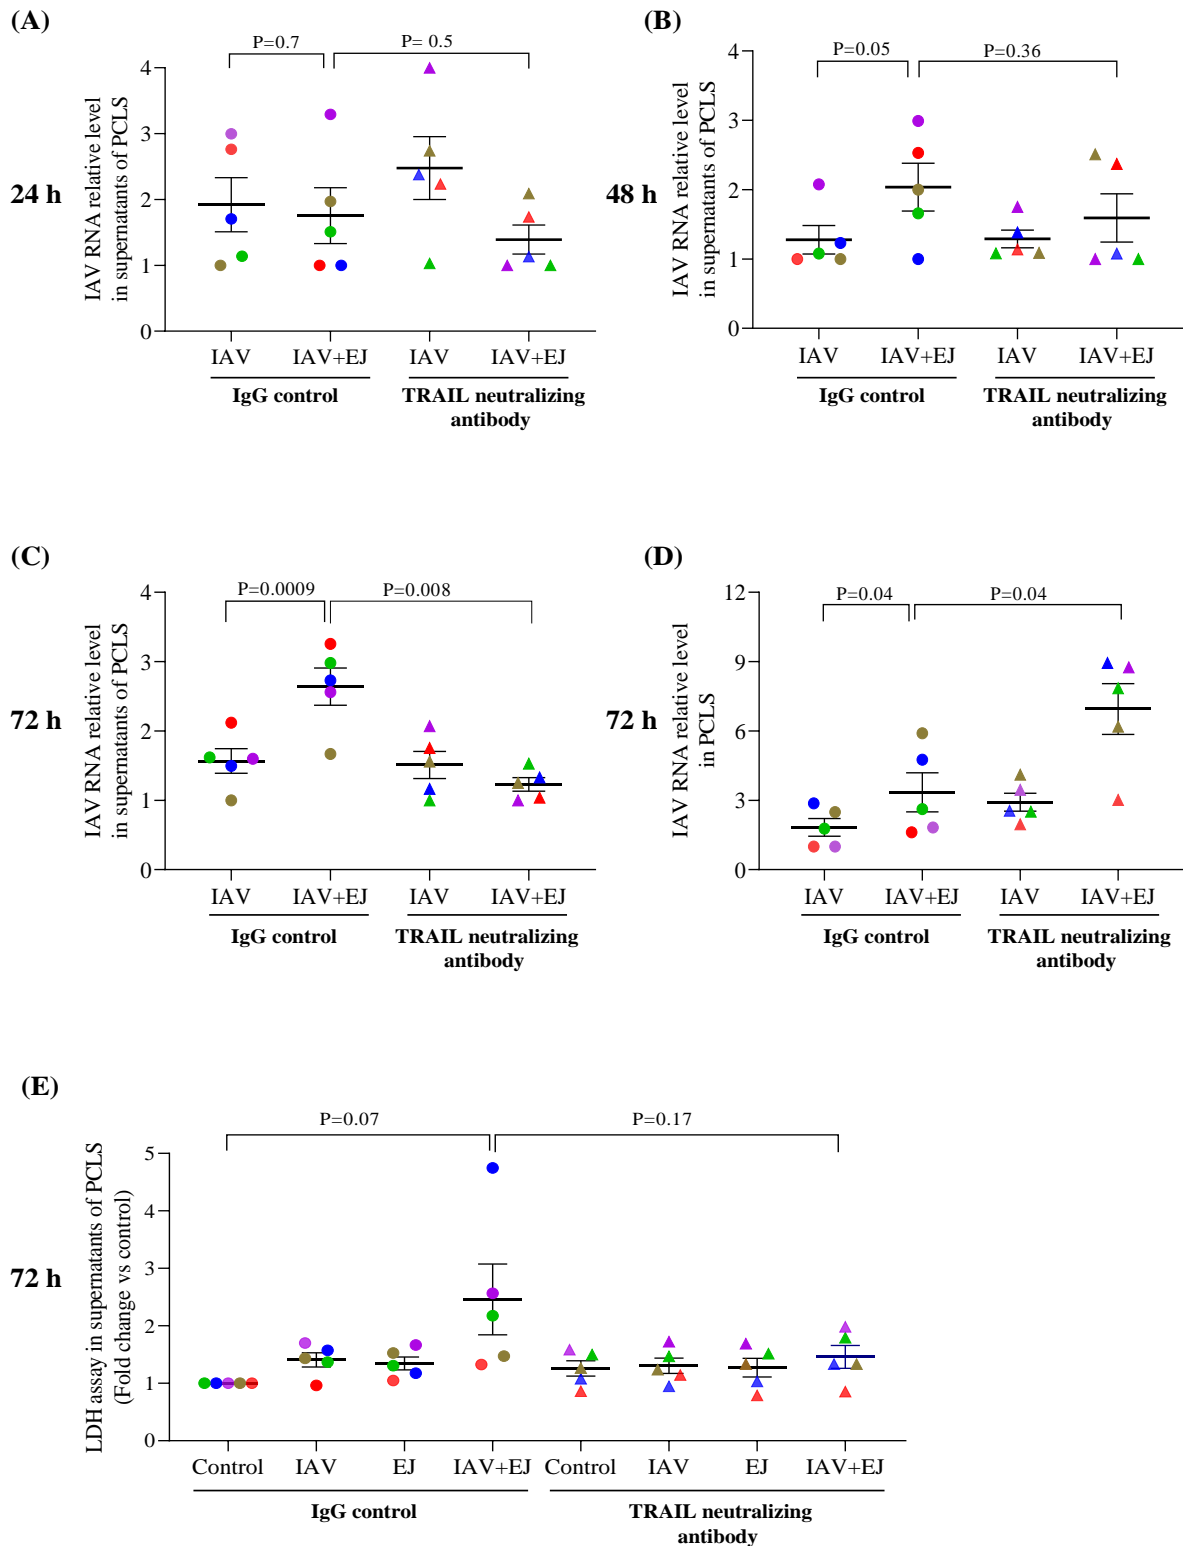 (A)
P=0.7
P= 0.5
IAV RNA relative level
in supernatants of PCLS
24 h
4
3
2
1
0
IAV
IAV+EJ
IAV
IAV+EJ
IgG control
TRAIL neutralizing
antibody
(B)
P=0.05
P=0.36
IAV RNA relative level
in supernatants of PCLS
48 h
4
3
2
1
0
IAV
IAV+EJ
IAV
IAV+EJ
IgG control
TRAIL neutralizing
antibody
(C)
P=0.0009
P=0.008
IAV RNA relative level
in supernatants of PCLS
72 h
4
3
2
1
0
IAV
IAV+EJ
IAV
IAV+EJ
IgG control
TRAIL neutralizing
antibody
(D)
P=0.04
P=0.04
IAV RNA relative level
in PCLS
72 h
12
9
6
3
0
IAV
IAV+EJ
IAV
IAV+EJ
IgG control
TRAIL neutralizing
antibody
(E)
P=0.07
P=0.17
LDH assay in supernatants of PCLS
(Fold change vs control)
72 h
5
4
3
2
1
0
Control
IAV
EJ
IAV+EJ
Control
IAV
EJ
IAV+EJ
IgG control
TRAIL neutralizing
antibody